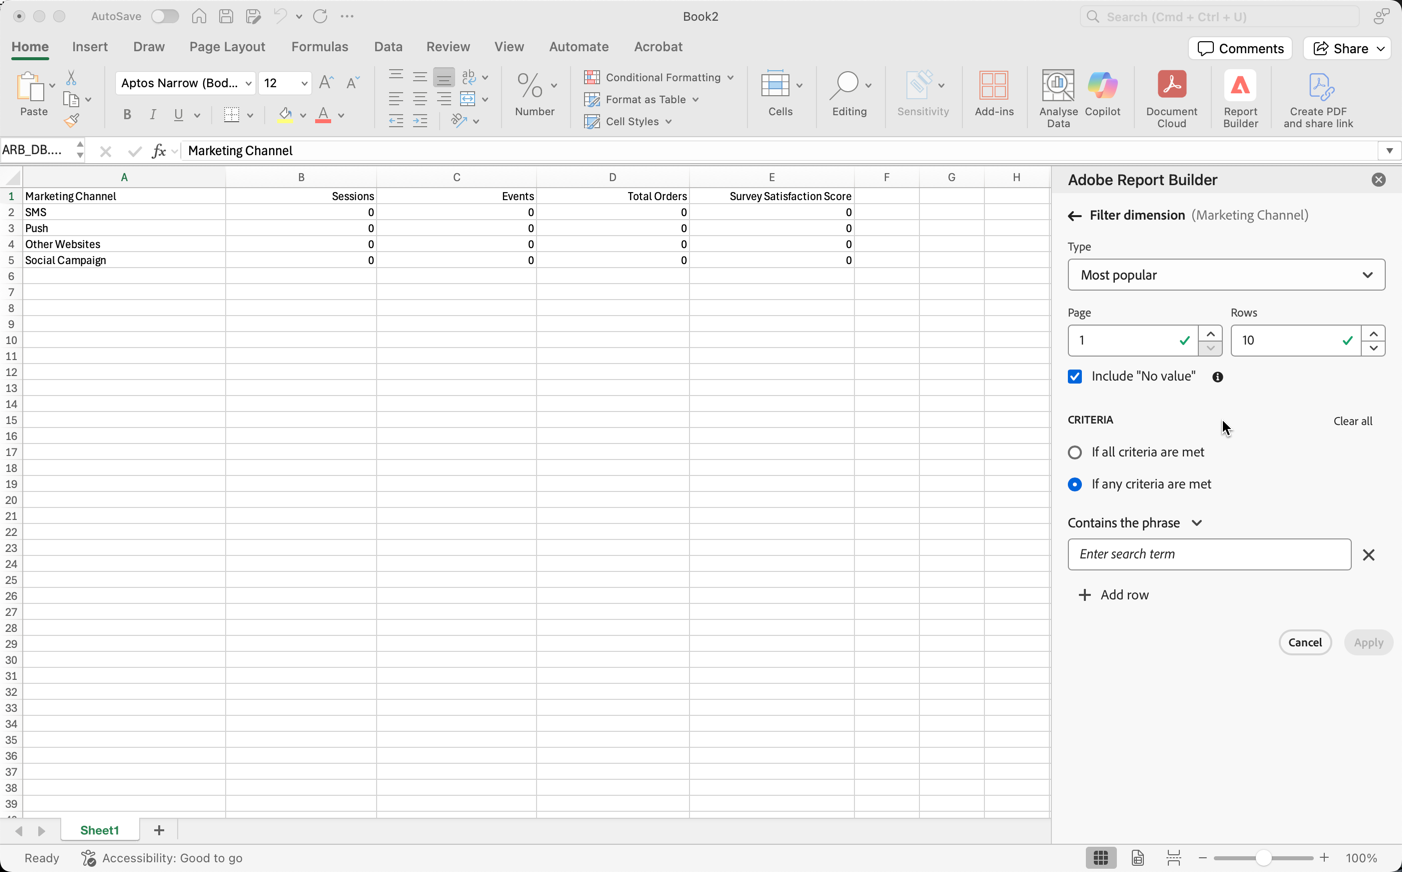 AutoSave
Book2
Search (Cmd + Ctrl + U)
Home Insert Draw Page Layout Formulas Data Review View Automate Acrobat Comments Share
Aptos Narrow (Bod... 12
Paste
B I U A
ab
Number
Conditional Formatting
Format as Table
Cell Styles
Cells
Editing
Sensitivity
Add-ins
Analyse Data
Copilot
Document Cloud
Report Builder
Create PDF and share link
ARB_DB.... fx Marketing Channel
A B C D E F G H
1 Marketing Channel Sessions Events Total Orders Survey Satisfaction Score
2 SMS 0 0 0 0
3 Push 0 0 0 0
4 Other Websites 0 0 0 0
5 Social Campaign 0 0 0 0
6
7
8
9
10
11
12
13
14
15
16
17
18
19
20
21
22
23
24
25
26
27
28
29
30
31
32
33
34
35
36
37
38
39
Adobe Report Builder
Filter dimension (Marketing Channel)
Type
Most popular
Page Rows
1 10
Include "No value"
CRITERIA Clear all
If all criteria are met
If any criteria are met
Contains the phrase
Enter search term
Add row
Cancel Apply
Sheet1
Ready Accessibility: Good to go 100%